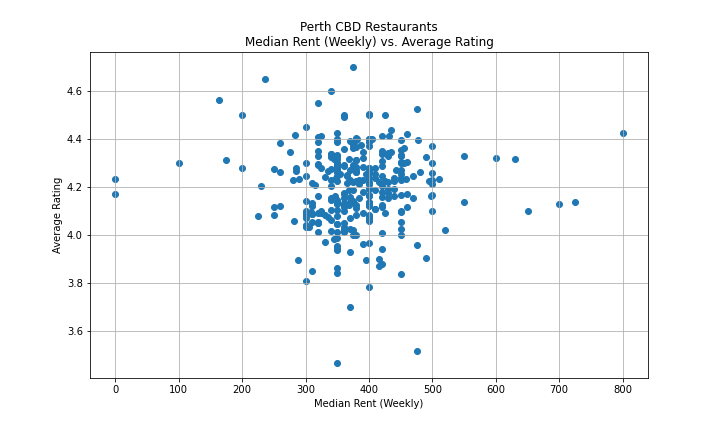 Perth CBD Restaurants
Median Rent (Weekly) vs. Average Rating
4.6
4.4
4.2
4.0
3.8
3.6
Average Rating
0 100 200 300 400 500 600 700 800
Median Rent (Weekly)